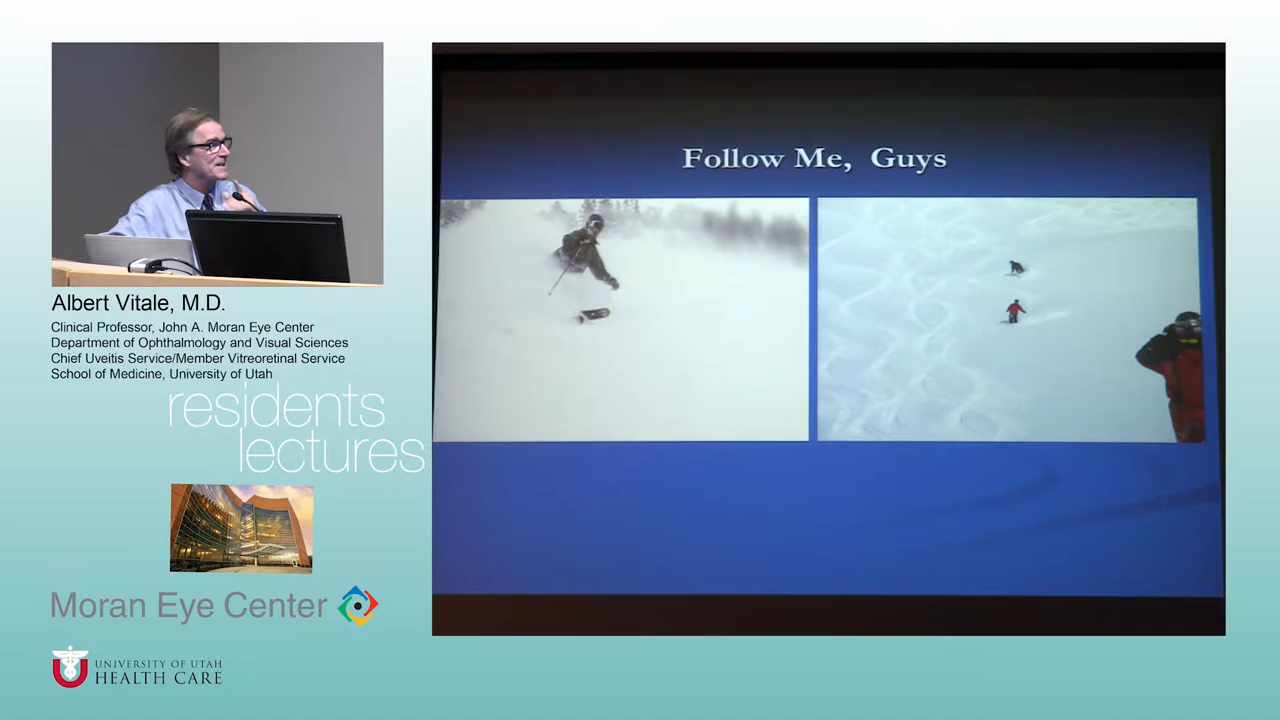 Follow Me, Guys
Albert Vitale, M.D.
Clinical Professor, John A. Moran Eye Center
Department of Ophthalmology and Visual Sciences
Chief Uveitis Service/Member Vitreoretinal Service
School of Medicine, University of Utah
residents
lectures
Moran Eye Center
UNIVERSITY OF UTAH
HEALTH CARE